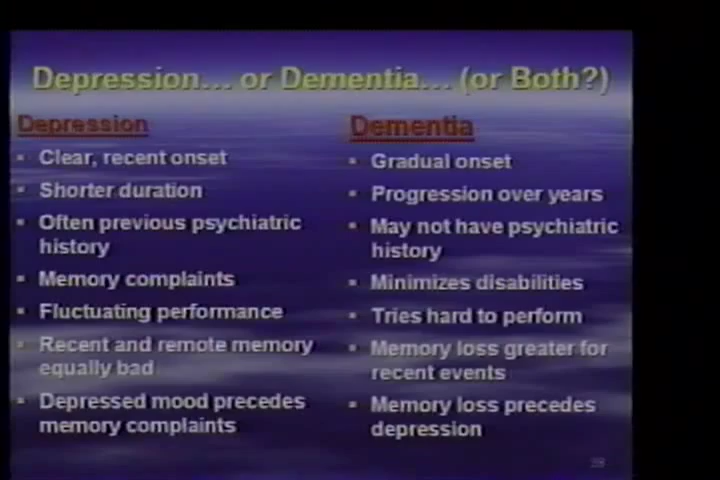 Depression... or Dementia... (or Both?)
Depression
▪ Clear, recent onset
▪ Shorter duration
▪ Often previous psychiatric
history
▪ Memory complaints
▪ Fluctuating performance
▪ Recent and remote memory
equally bad
▪ Depressed mood precedes
memory complaints
Dementia
▪ Gradual onset
▪ Progression over years
▪ May not have psychiatric
history
▪ Minimizes disabilities
▪ Tries hard to perform
▪ Memory loss greater for
recent events
▪ Memory loss precedes
depression